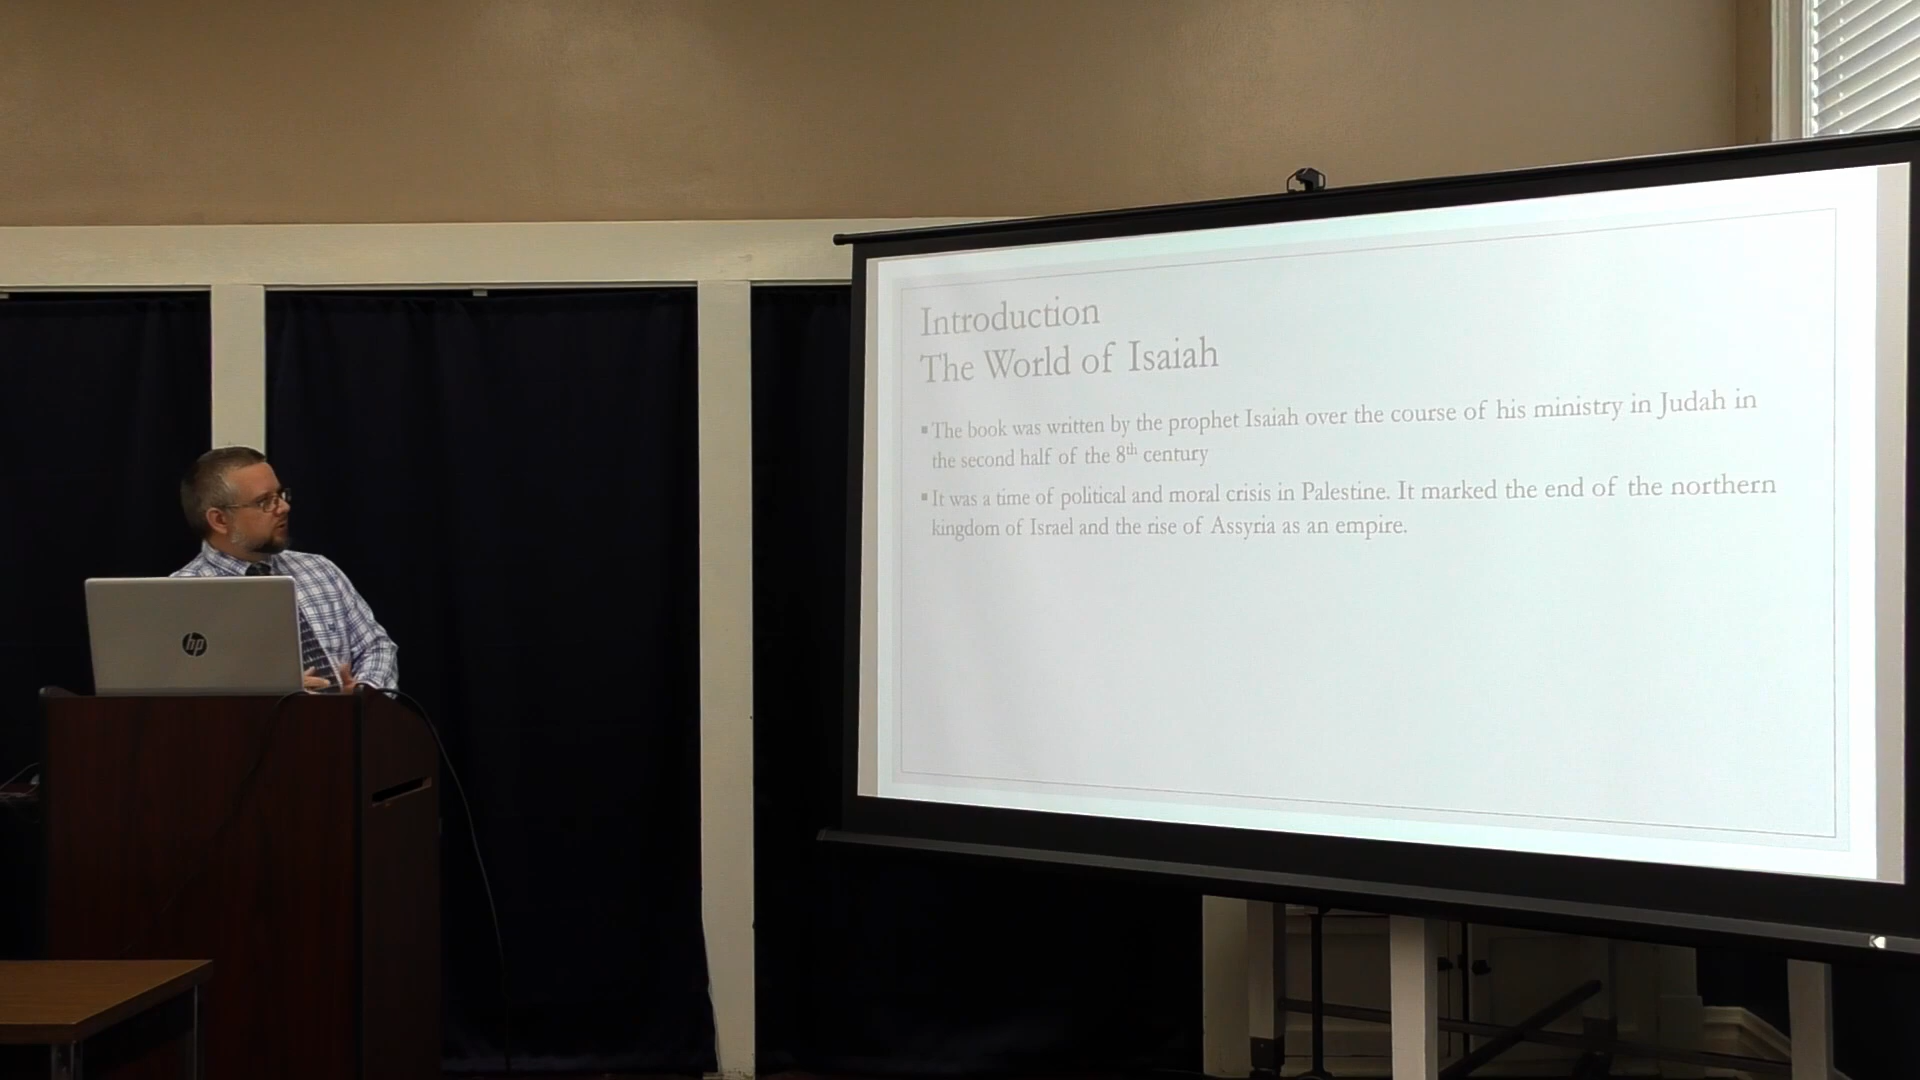 Introduction
The World of Isaiah
▪The book was written by the prophet Isaiah over the course of his ministry in Judah in
the second half of the 8th century
▪It was a time of political and moral crisis in Palestine. It marked the end of the northern
kingdom of Israel and the rise of Assyria as an empire.
hp